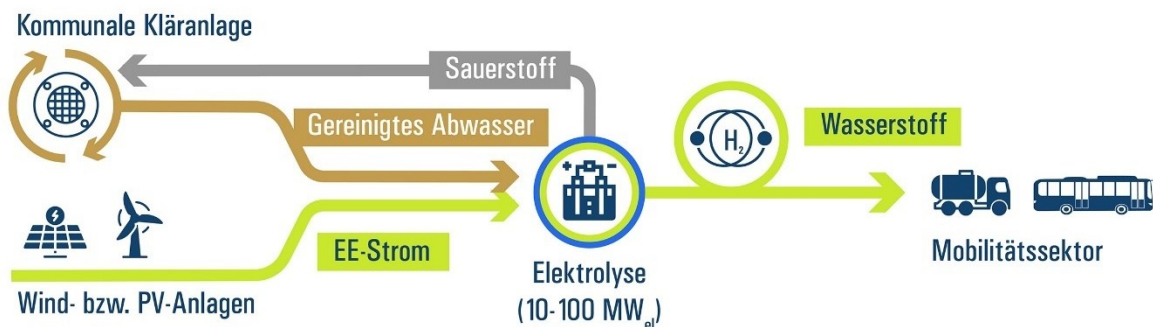 Kommunale Kläranlage
Sauerstoff
Gereinigtes Abwasser
H₂
Wasserstoff
EE-Strom
Wind- bzw. PV-Anlagen
+ -
Elektrolyse
(10-100 MWₑₗ)
Mobilitätssektor